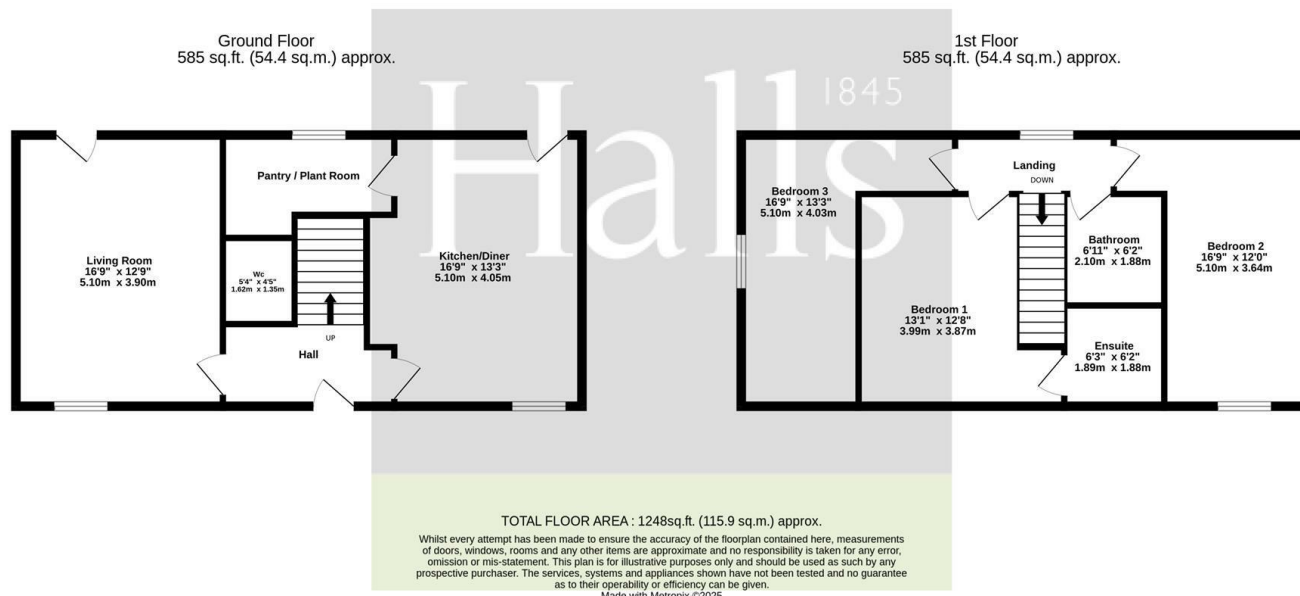 Ground Floor
585 sq.ft. (54.4 sq.m.) approx.
1st Floor
585 sq.ft. (54.4 sq.m.) approx.
Halls
1845
Pantry / Plant Room
Living Room
16'9" x 12'9"
5.10m x 3.90m
Wc
5'4" x 4'5"
1.62m x 1.35m
Kitchen/Diner
16'9" x 13'3"
5.10m x 4.05m
UP
Hall
Landing
DOWN
Bedroom 3
16'9" x 13'3"
5.10m x 4.03m
Bathroom
6'11" x 6'2"
2.10m x 1.88m
Bedroom 2
16'9" x 12'0"
5.10m x 3.64m
Bedroom 1
13'1" x 12'8"
3.99m x 3.87m
Ensuite
6'3" x 6'2"
1.89m x 1.88m
TOTAL FLOOR AREA : 1248sq.ft. (115.9 sq.m.) approx.
Whilst every attempt has been made to ensure the accuracy of the floorplan contained here, measurements
of doors, windows, rooms and any other items are approximate and no responsibility is taken for any error,
omission or mis-statement. This plan is for illustrative purposes only and should be used as such by any
prospective purchaser. The services, systems and appliances shown have not been tested and no guarantee
as to their operability or efficiency can be given.
Made with Metropix ©2025